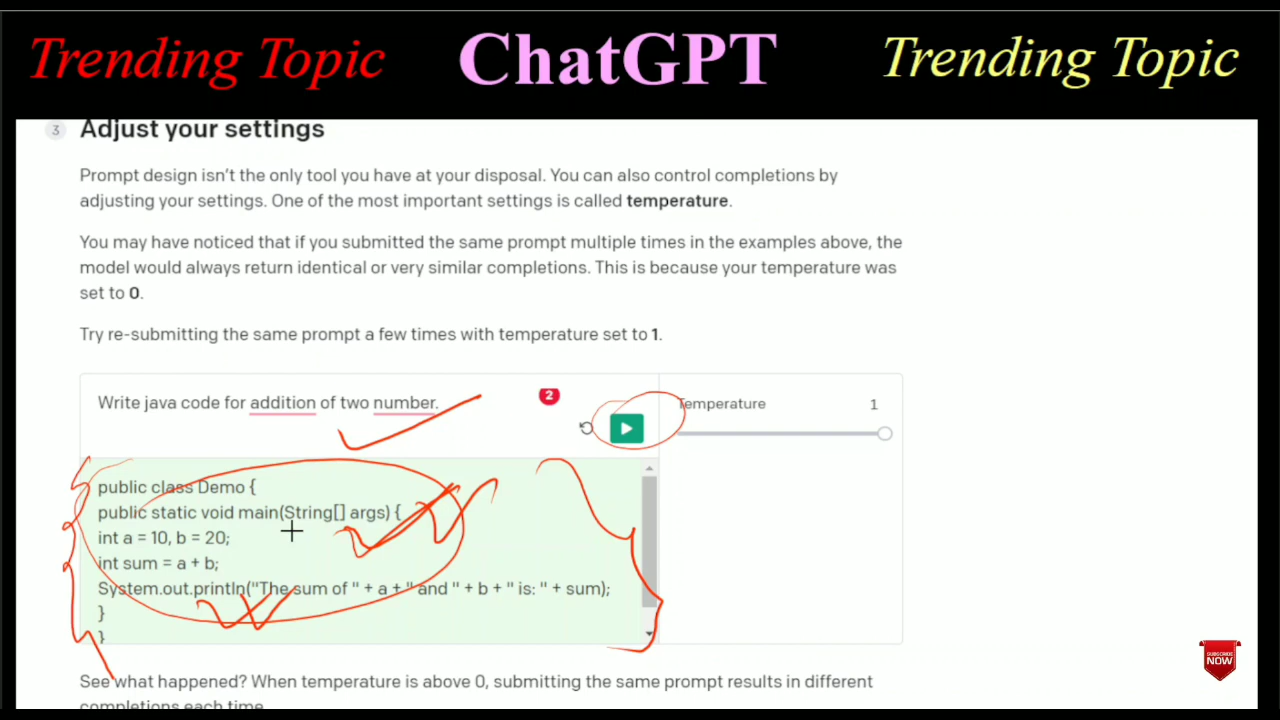 Trending Topic ChatGPT Trending Topic
3 Adjust your settings
Prompt design isn't the only tool you have at your disposal. You can also control completions by
adjusting your settings. One of the most important settings is called temperature.
You may have noticed that if you submitted the same prompt multiple times in the examples above, the
model would always return identical or very similar completions. This is because your temperature was
set to 0.
Try re-submitting the same prompt a few times with temperature set to 1.
Write java code for addition of two number.
2
Temperature 1
public class Demo {
public static void main(String[] args) {
int a = 10, b = 20;
int sum = a + b;
System.out.println("The sum of " + a + " and " + b + " is: " + sum);
}
}
SUBSCRIBE
NOW
See what happened? When temperature is above 0, submitting the same prompt results in different
completions each time.